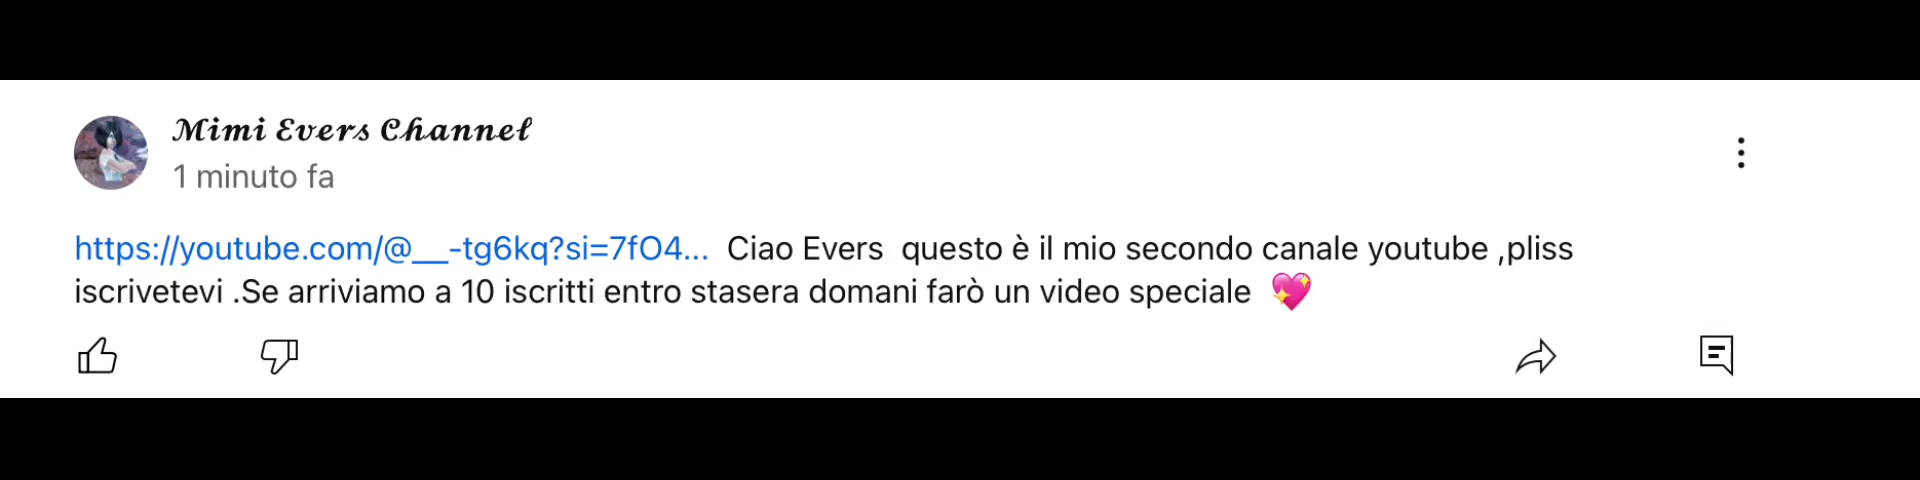 Mimi Evers Channel
1 minuto fa
https://youtube.com/@__-tg6kq?si=7fO4... Ciao Evers questo è il mio secondo canale youtube ,pliss
iscrivetevi .Se arriviamo a 10 iscritti entro stasera domani farò un video speciale 💖